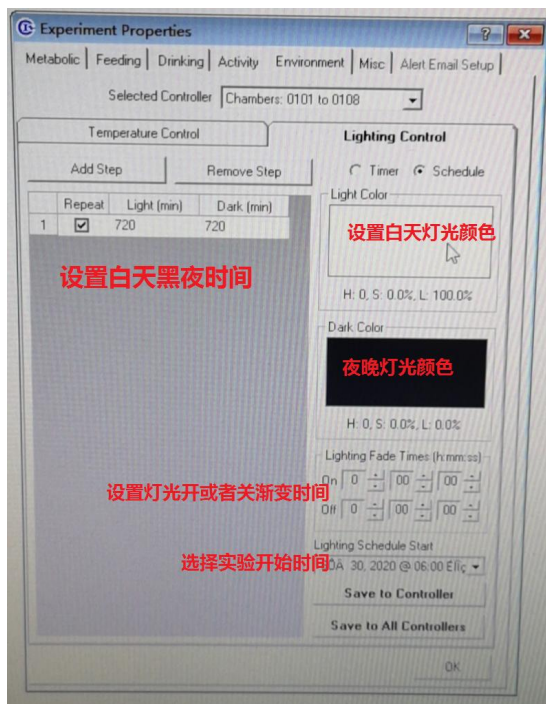 Experiment Properties
Metabolic Feeding Drinking Activity Environment Misc Alert Email Setup
Selected Controller Chambers: 0101 to 0108
Temperature Control Lighting Control
Add Step Remove Step Timer Schedule
Repeat Light (min) Dark (min)
1 720 720
Light Color
设置白天灯光颜色
设置白天黑夜时间
H: 0, S: 0.0%, L: 100.0%
Dark Color
夜晚灯光颜色
H: 0, S: 0.0%, L: 0.0%
Lighting Fade Times (h:mm:ss)
On 0 00 00
设置灯光开或者关渐变时间
Off 0 00 00
Lighting Schedule Start
选择实验开始时间
30, 2020 @ 06:00
Save to Controller
Save to All Controllers
OK